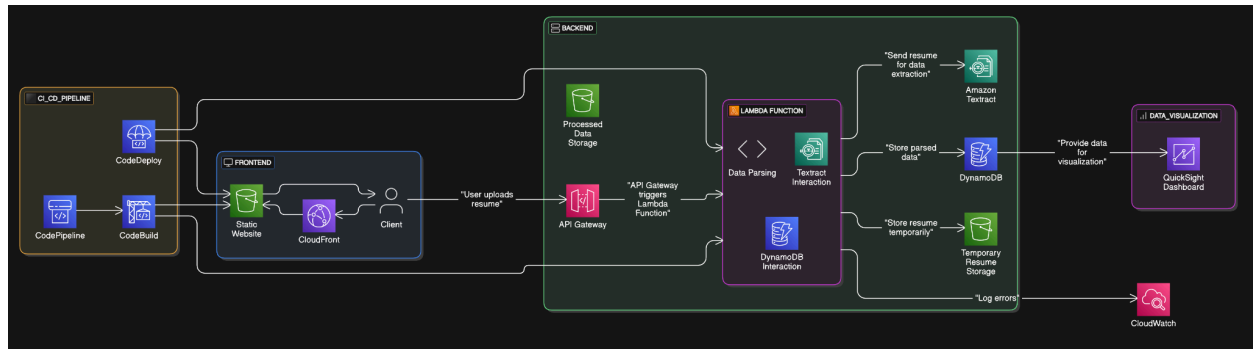 BACKEND
"Send resume
for data
extraction"
Amazon
Textract
CI_CD_PIPELINE
CodeDeploy
CodePipeline
CodeBuild
FRONTEND
Static
Website
CloudFront
Client
"User uploads
resume"
Processed
Data
Storage
API Gateway
"API Gateway
triggers
Lambda
Function"
LAMBDA FUNCTION
Data Parsing
Textract
Interaction
DynamoDB
Interaction
"Store parsed
data"
DynamoDB
"Store resume
temporarily"
Temporary
Resume
Storage
"Log errors"
CloudWatch
"Provide data
for
visualization"
DATA_VISUALIZATION
QuickSight
Dashboard